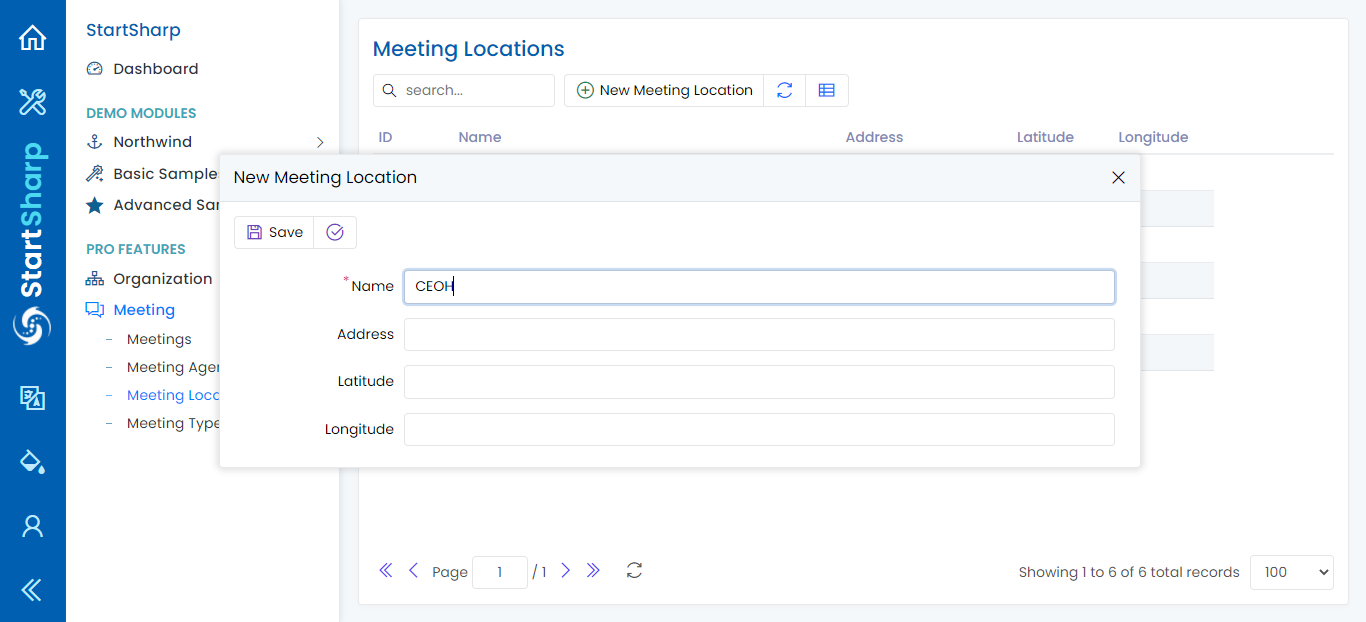 StartSharp
StartSharp
Dashboard
DEMO MODULES
Northwind
Basic Sample
Advanced Sar
PRO FEATURES
Organization
Meeting
Meetings
Meeting Ager
Meeting Loca
Meeting Type
Meeting Locations
search...
New Meeting Location
ID Name Address Latitude Longitude
New Meeting Location
Save
*Name CEOH
Address
Latitude
Longitude
Page 1 / 1
Showing 1 to 6 of 6 total records 100